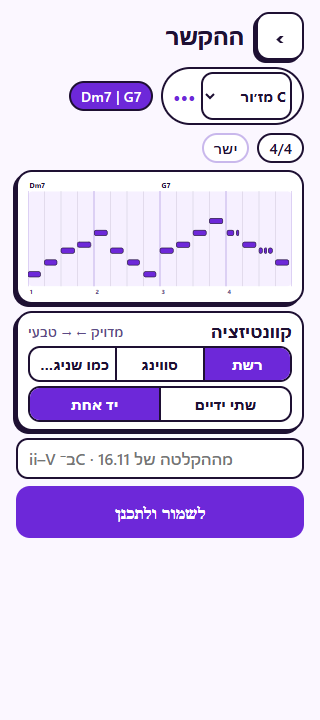 ההקשר
C מז׳ור
Dm7 | G7
4/4
ישר
Dm7 G7
1 2 3 4
קוונטיזציה
מדויק ← → טבעי
רשת
סווינג
כמו שניג...
שתי ידיים
יד אחת
מההקלטה של 16.11 · ii–V ב־C
לשמור ולתכנן